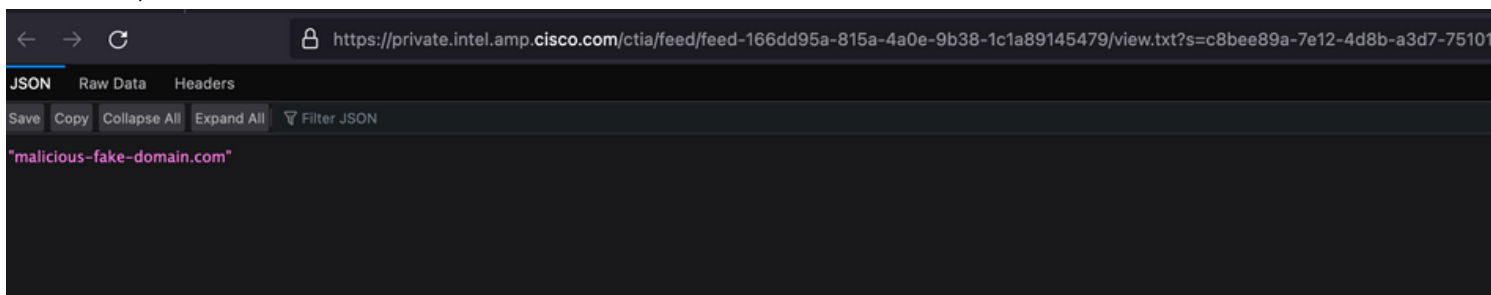 https://private.intel.amp.cisco.com/ctia/feed/feed-166dd95a-815a-4a0e-9b38-1c1a89145479/view.txt?s=c8bee89a-7e12-4d8b-a3d7-75101
JSON Raw Data Headers
Save Copy Collapse All Expand All Filter JSON
"malicious-fake-domain.com"